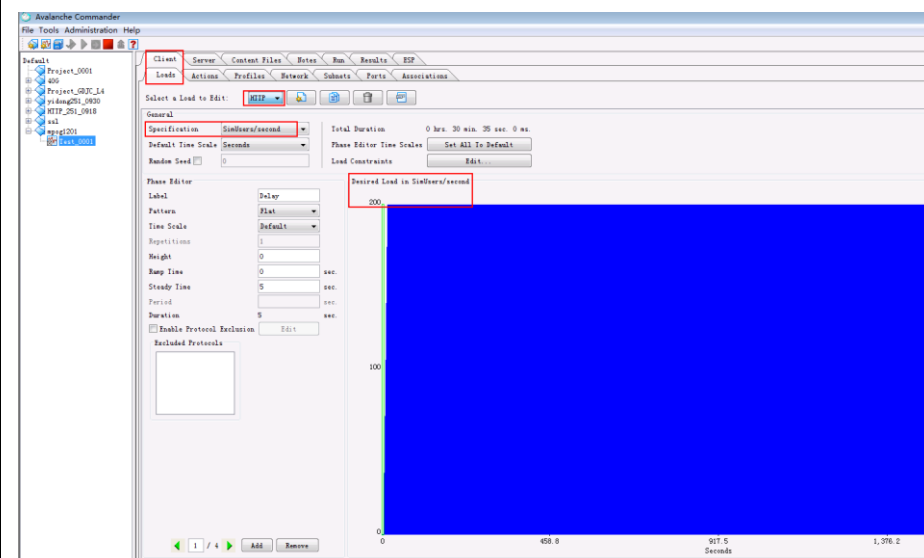 Avalanche Commander
File Tools Administration Help
Default
Project_0001
40G
Project_GDJC_L4
yidong251_0930
HTTP_251_0918
ssl
mpog1201
Test_0001
Client Server Content Files Notes Run Results ESP
Loads Actions Profiles Network Subnets Ports Associations
Select a Load to Edit: HTTP
General
Specification SimUsers/second Total Duration 0 hrs. 30 min. 35 sec. 0 ms.
Default Time Scale Seconds Phase Editor Time Scales Set All To Default
Random Seed 0 Load Constraints Edit...
Phase Editor Desired Load in SimUsers/second
Label Delay
Pattern Flat
Time Scale Default
Repetitions 1
Height 0
Ramp Time 0 sec.
Steady Time 5 sec.
Period sec.
Duration 5 sec.
Enable Protocol Exclusion Edit
Excluded Protocols
200
100
0
0 458.8 917.5 1,376.2
Seconds
1 / 4 Add Remove